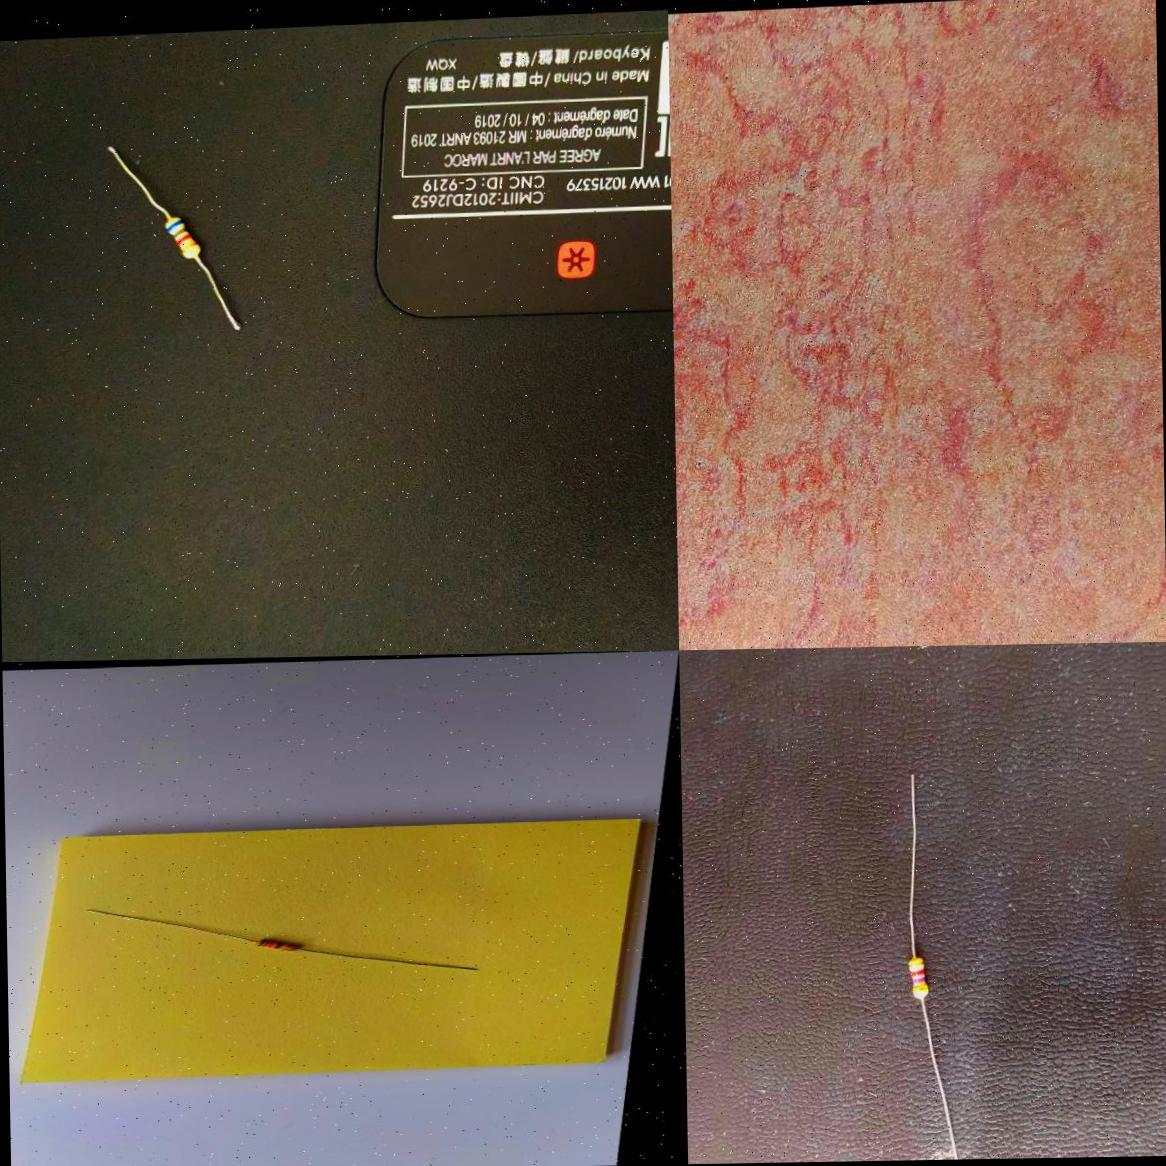 CMIIT:2012DJ2652
1 WW 10215379 CNC ID: C-9219
AGREE PAR L'ANRT MAROC
Numéro dagrément : MR 21093 ANRT 2019
Date dagrément : 04 / 10 / 2019
Made in China/中國製造/中国制造
Keyboard/ 鍵盤/键盘 XGW